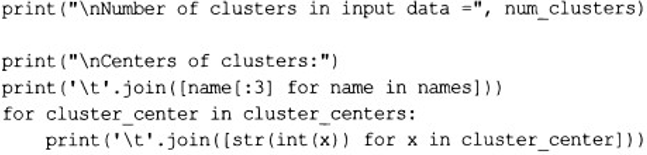 print("\nNumber of clusters in input data =", num_clusters)
print("\nCenters of clusters:")
print('\t'.join([name[:3] for name in names]))
for cluster_center in cluster_centers:
    print('\t'.join([str(int(x)) for x in cluster_center]))